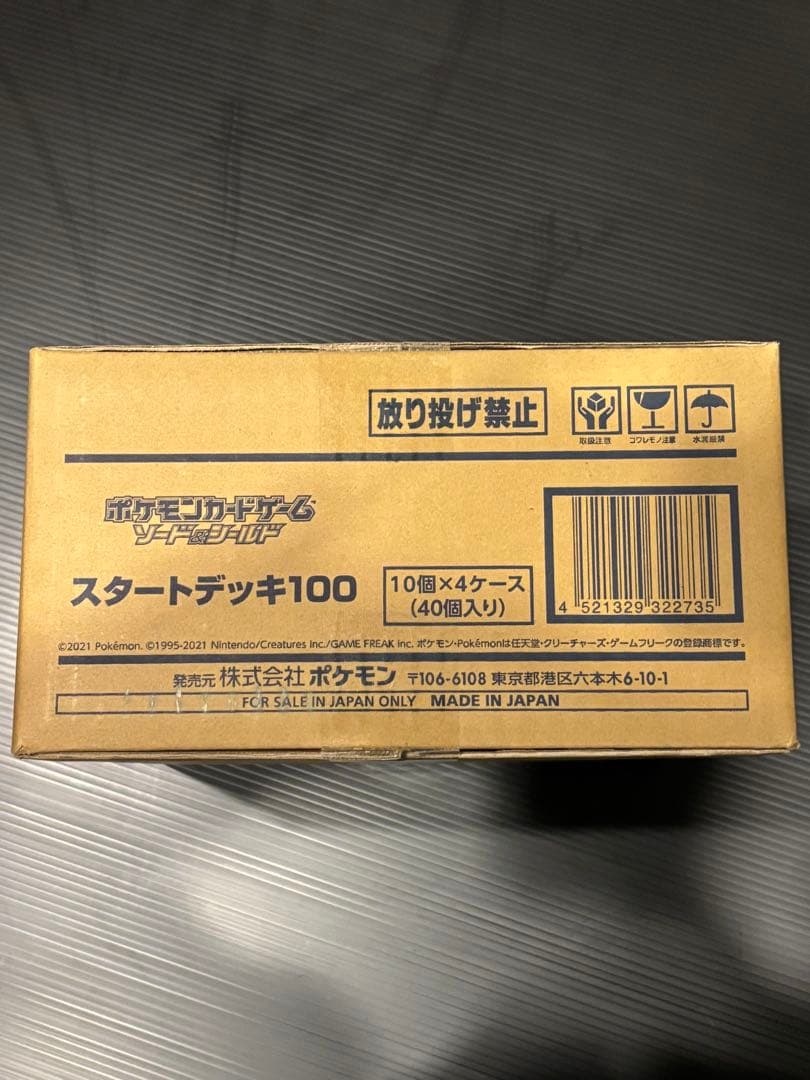 放り投げ禁止
取扱注意 コワレモノ注意 水濡厳禁
ポケモンカードゲーム
ソード&シールド
スタートデッキ100
10個×4ケース
(40個入り)
4 521329 322735
©2021 Pokémon. ©1995-2021 Nintendo/Creatures Inc./GAME FREAK inc. ポケモン・Pokémonは任天堂・クリーチャーズ・ゲームフリークの登録商標です。
発売元 株式会社 ポケモン 〒106-6108 東京都港区六本木6-10-1
FOR SALE IN JAPAN ONLY MADE IN JAPAN